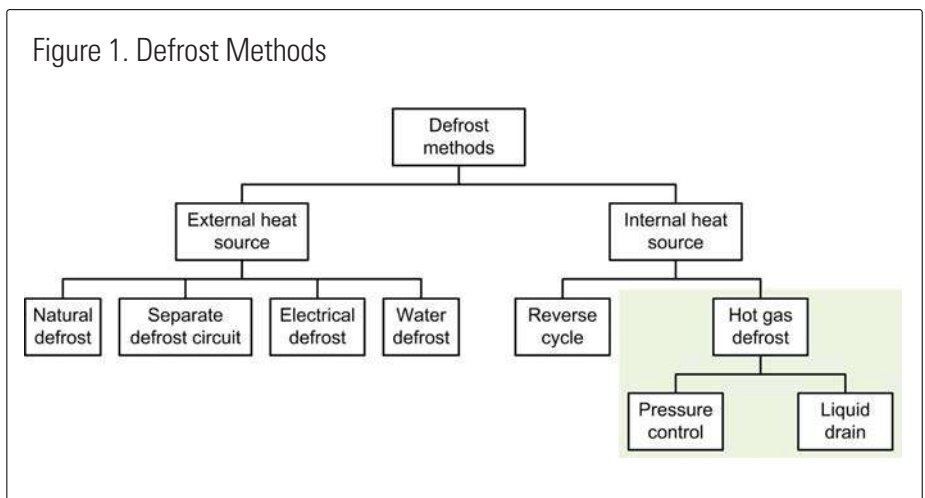 Figure 1. Defrost Methods
Defrost
methods
External heat
source
Internal heat
source
Natural
defrost
Separate
defrost circuit
Electrical
defrost
Water
defrost
Reverse
cycle
Hot gas
defrost
Pressure
control
Liquid
drain